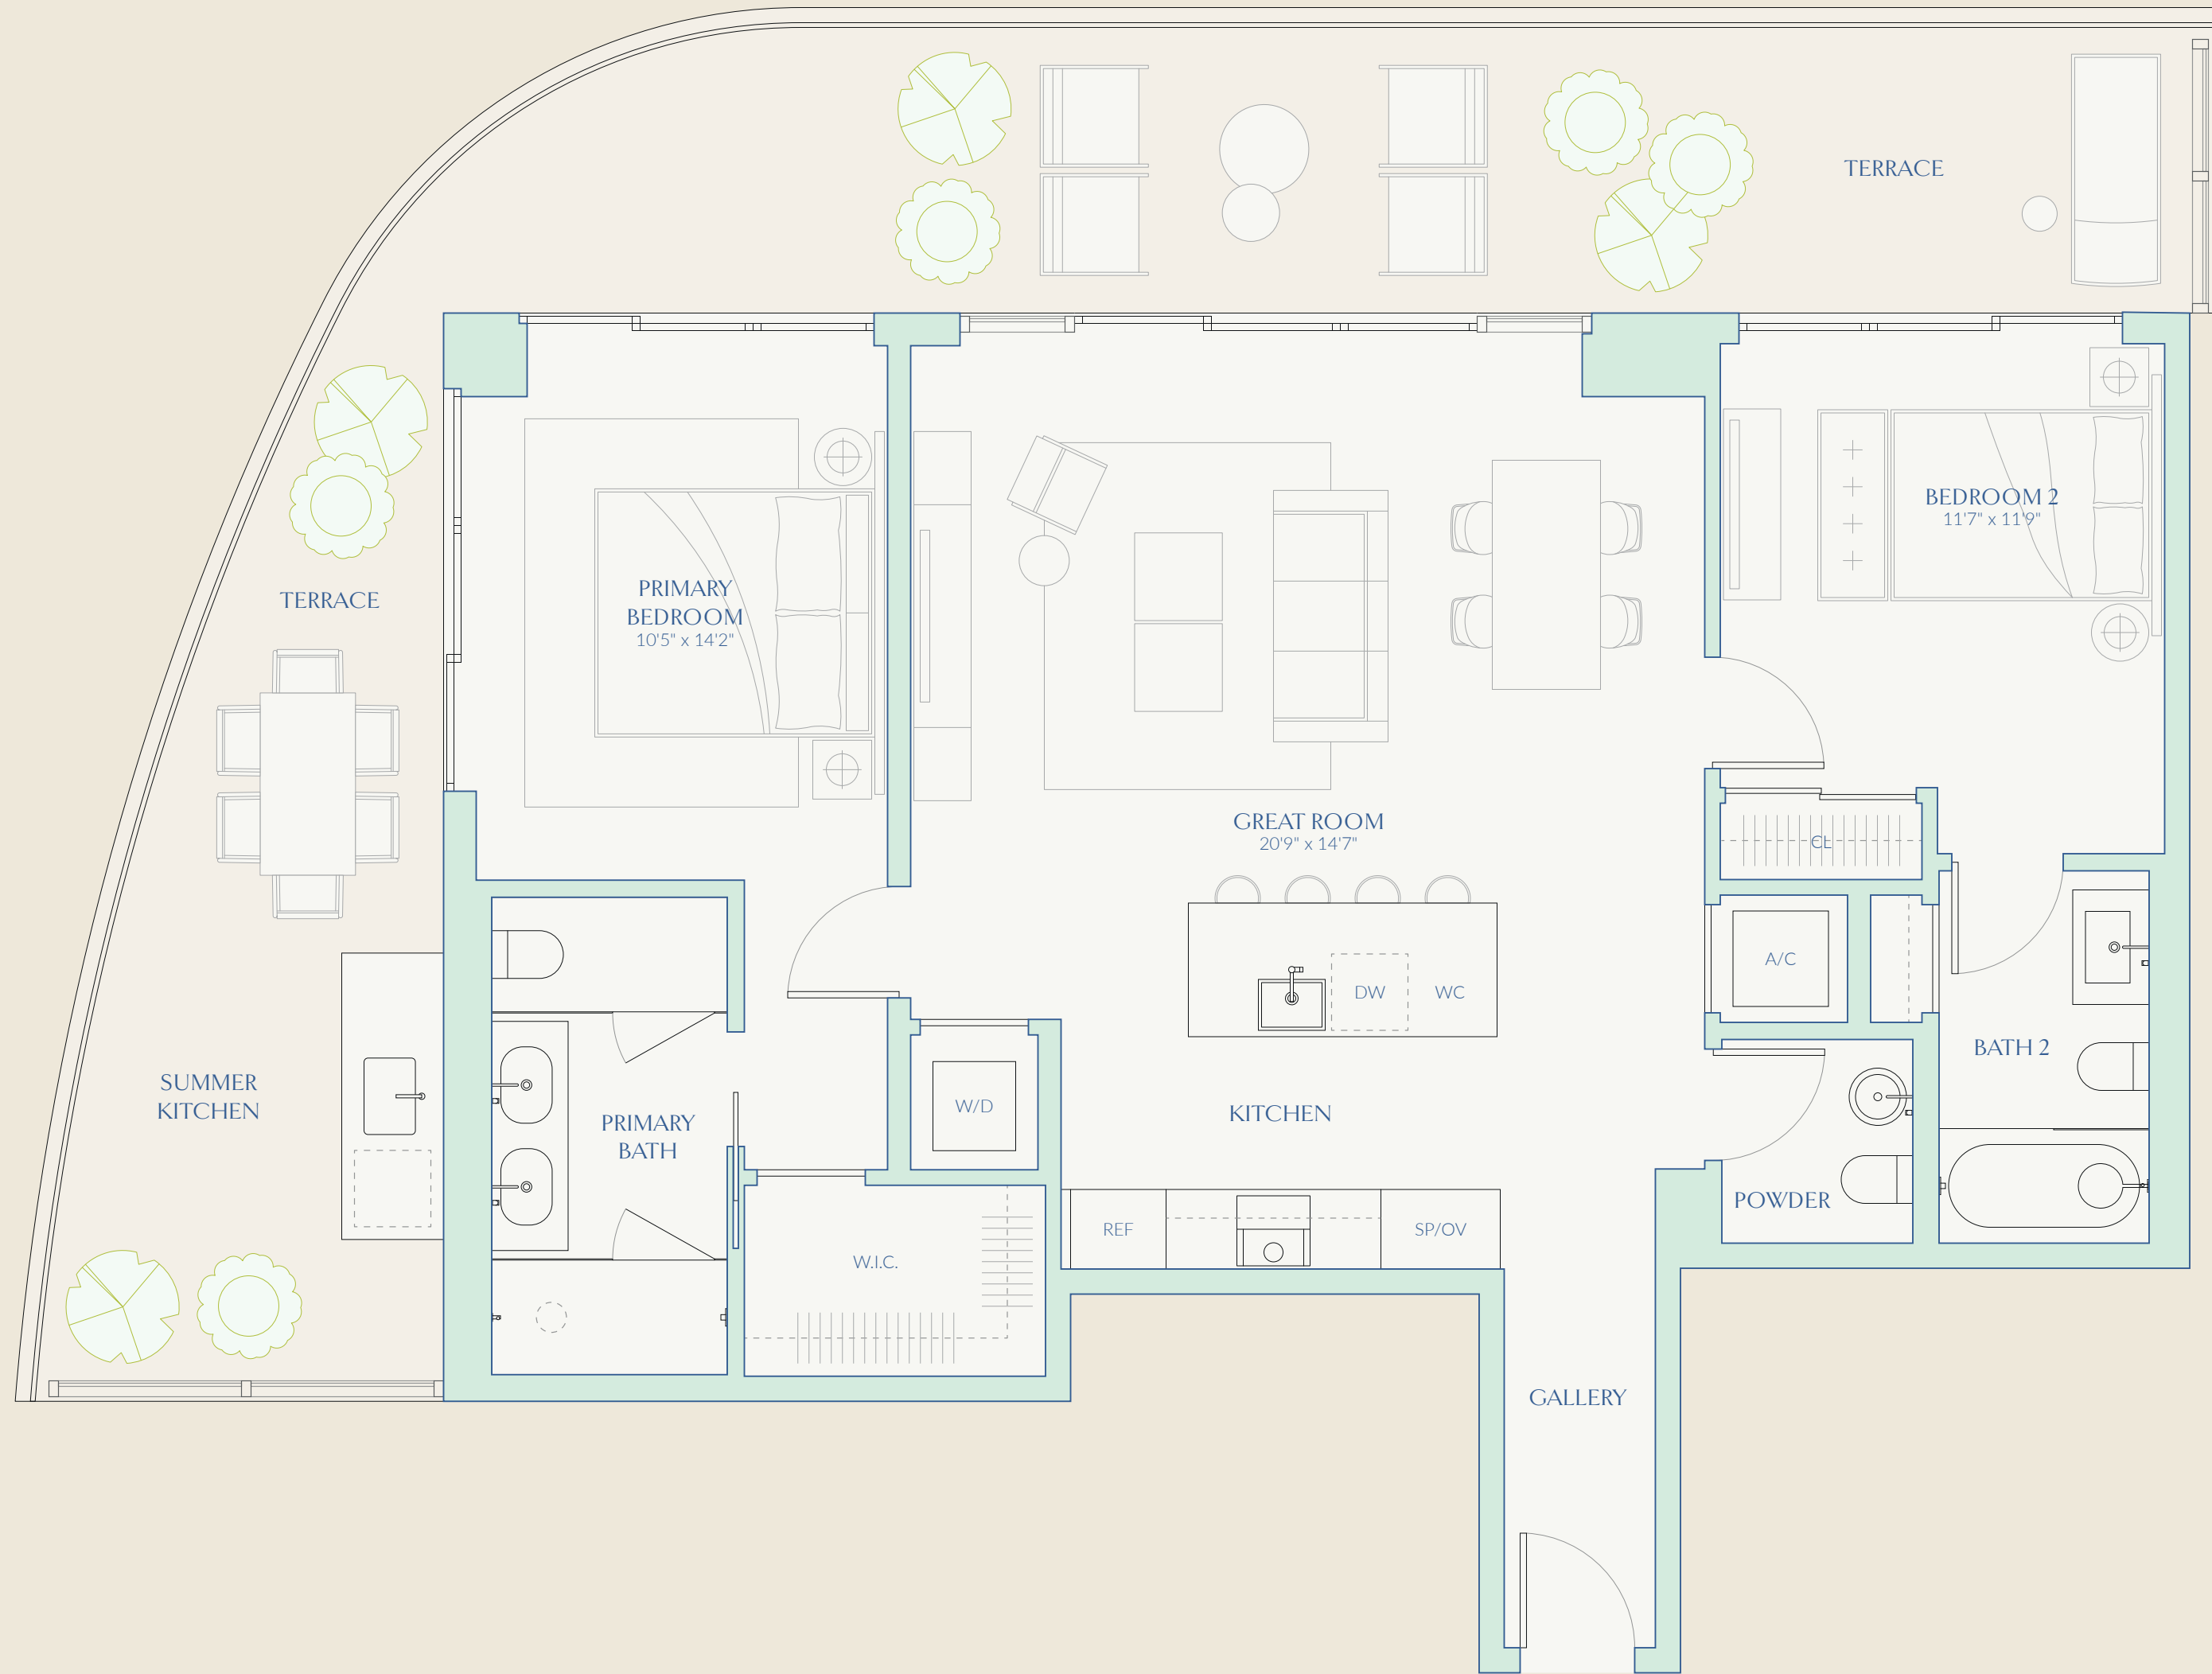 TERRACE
BEDROOM 2
11'7" x 11'9"
PRIMARY
BEDROOM
10'5" x 14'2"
TERRACE
GREAT ROOM
20'9" x 14'7"
CL
A/C
DW
WC
BATH 2
SUMMER
KITCHEN
W/D
KITCHEN
PRIMARY
BATH
POWDER
REF
SP/OV
W.I.C.
GALLERY